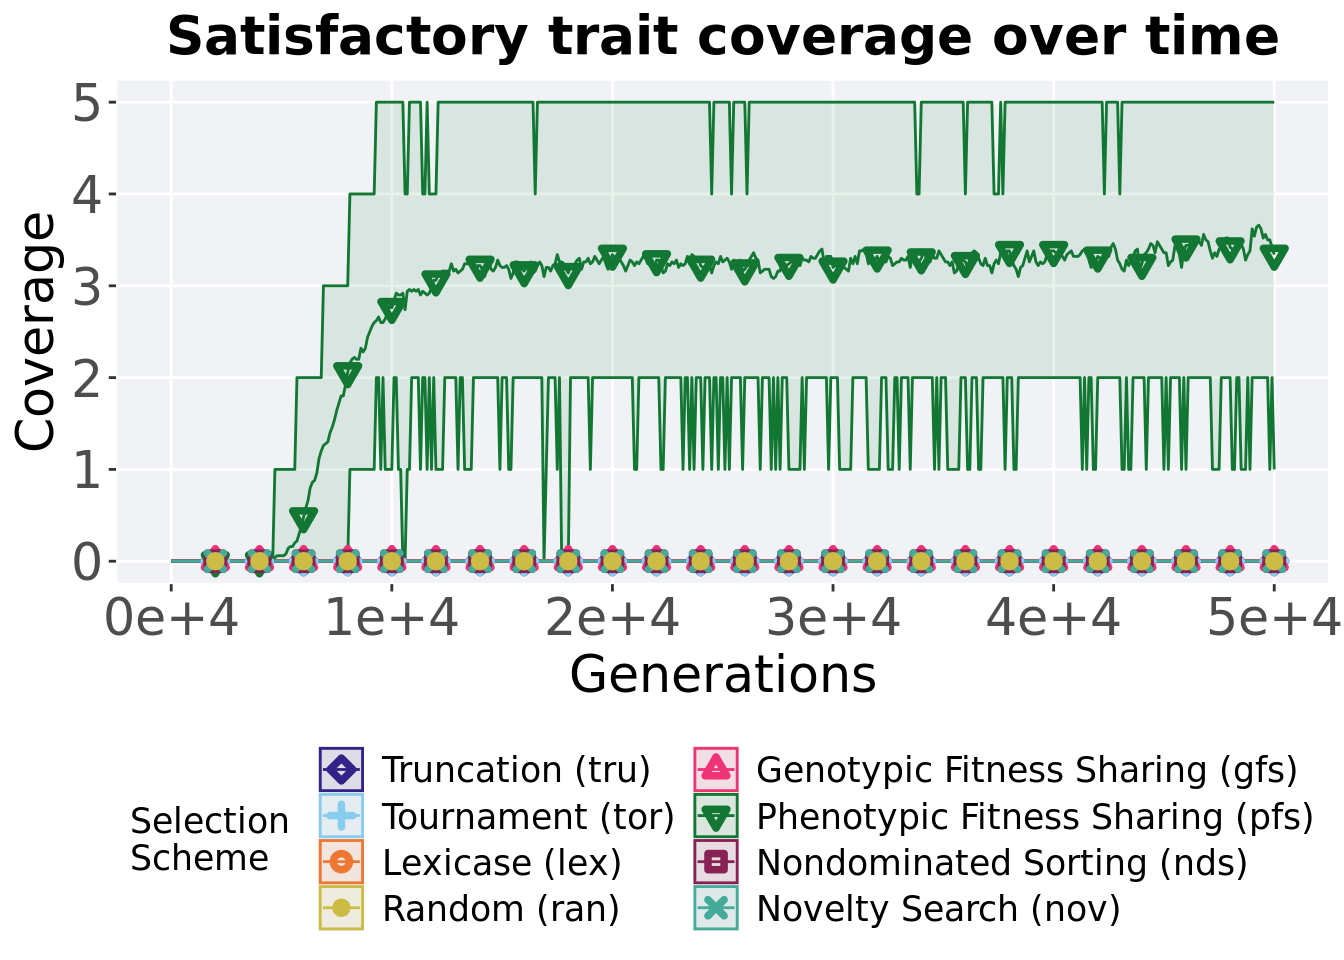 Satisfactory trait coverage over time
Coverage
5
4
3
2
1
0
0e+4 1e+4 2e+4 3e+4 4e+4 5e+4
Generations
Selection
Scheme
Truncation (tru)
Tournament (tor)
Lexicase (lex)
Random (ran)
Genotypic Fitness Sharing (gfs)
Phenotypic Fitness Sharing (pfs)
Nondominated Sorting (nds)
Novelty Search (nov)